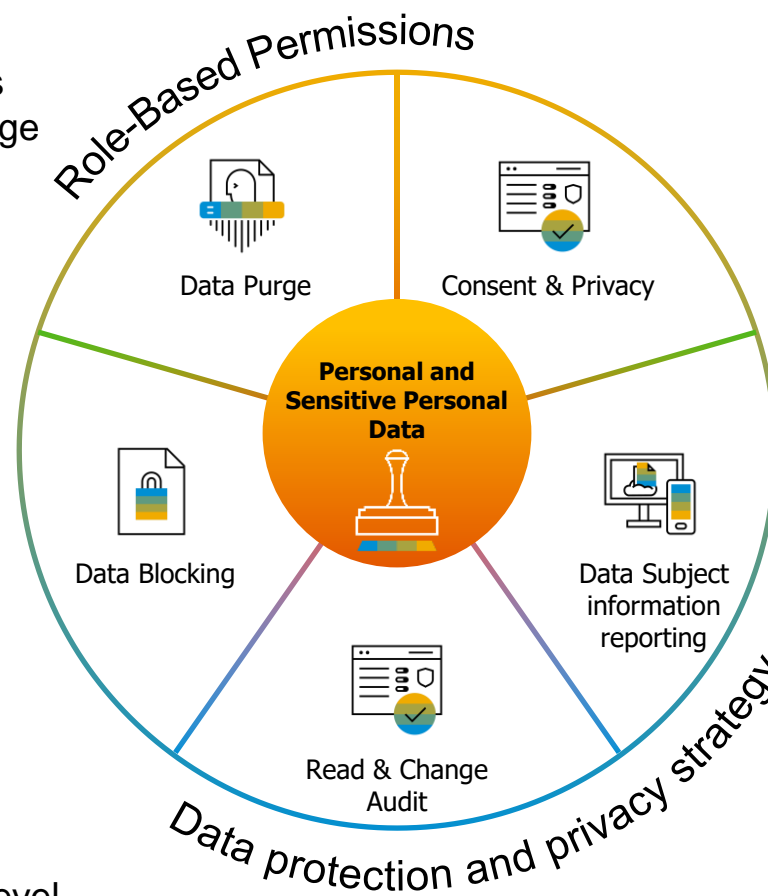 Role-Based Permissions
Data Purge
Consent & Privacy
Personal and
Sensitive Personal
Data
Data Blocking
Data Subject
information
reporting
Read & Change
Audit
Data protection and privacy strategy